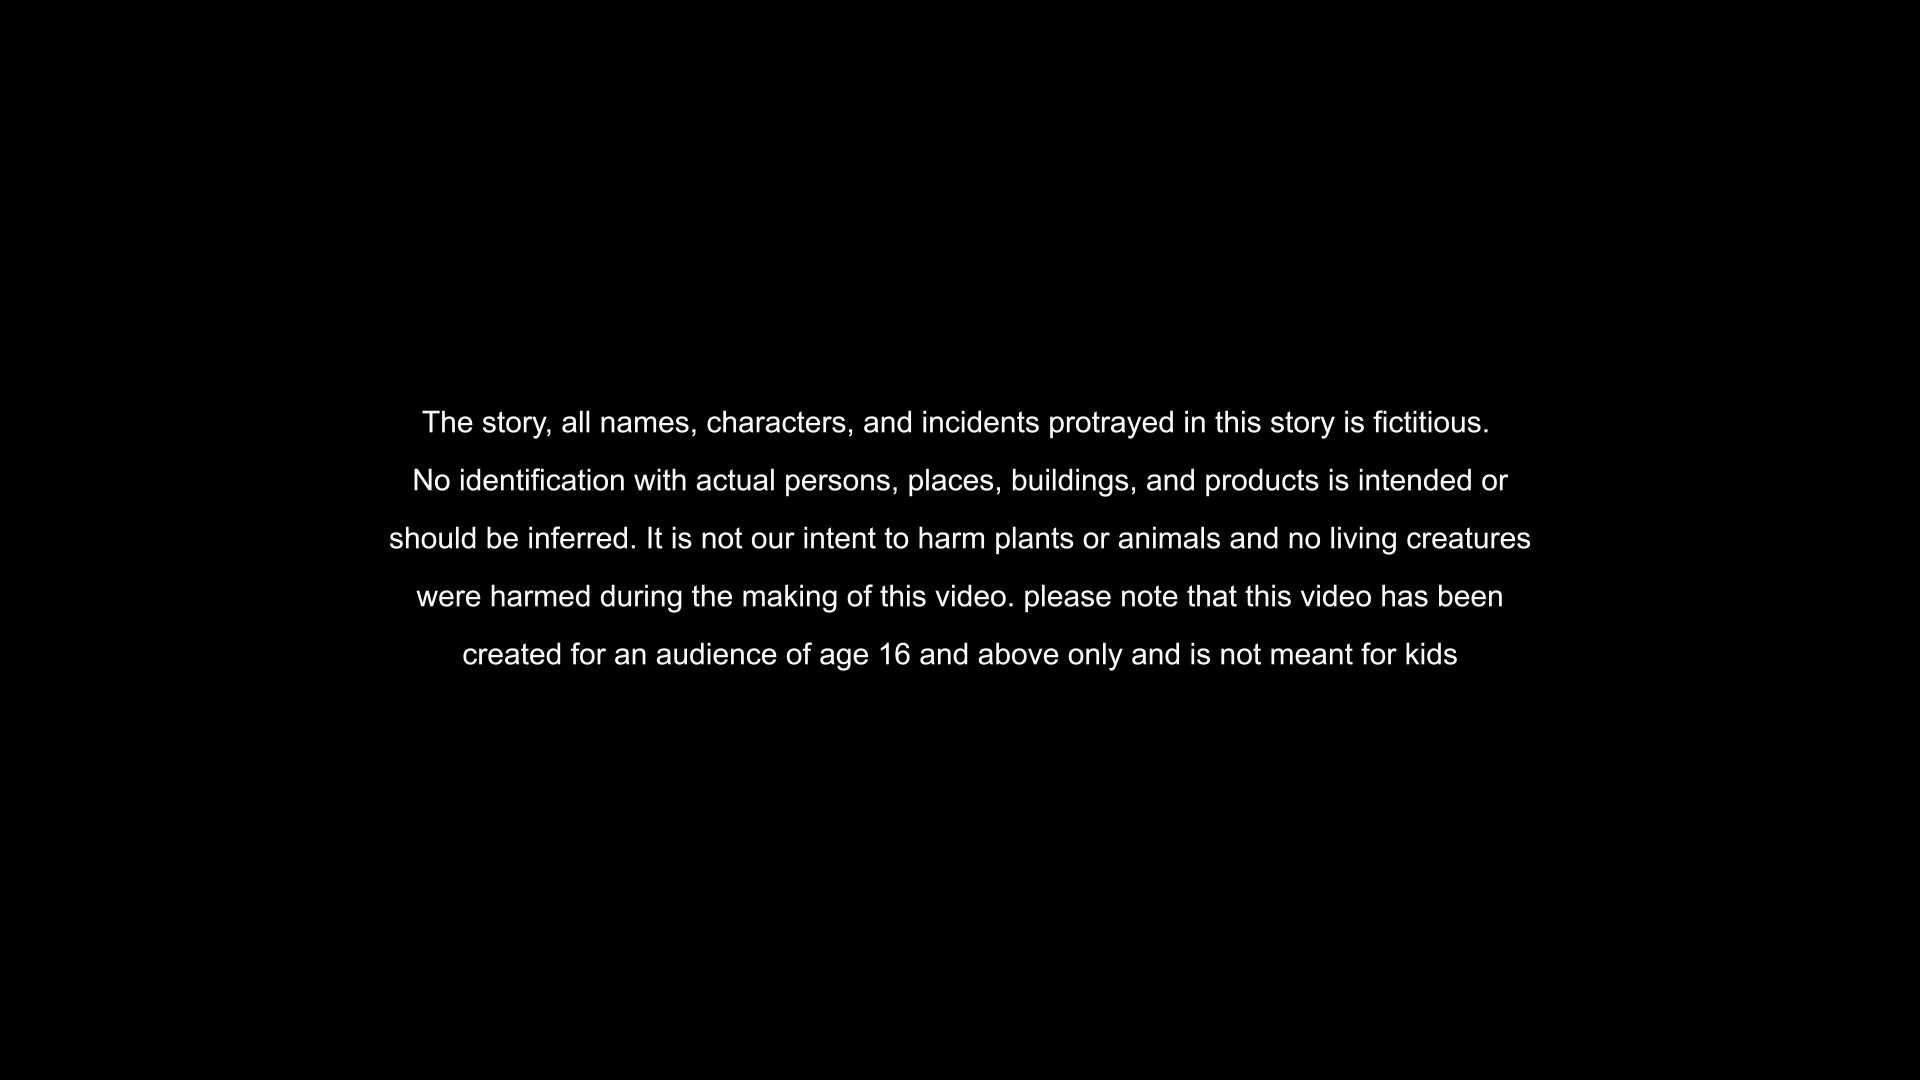 The story, all names, characters, and incidents protrayed in this story is fictitious.
No identification with actual persons, places, buildings, and products is intended or
should be inferred. It is not our intent to harm plants or animals and no living creatures
were harmed during the making of this video. please note that this video has been
created for an audience of age 16 and above only and is not meant for kids